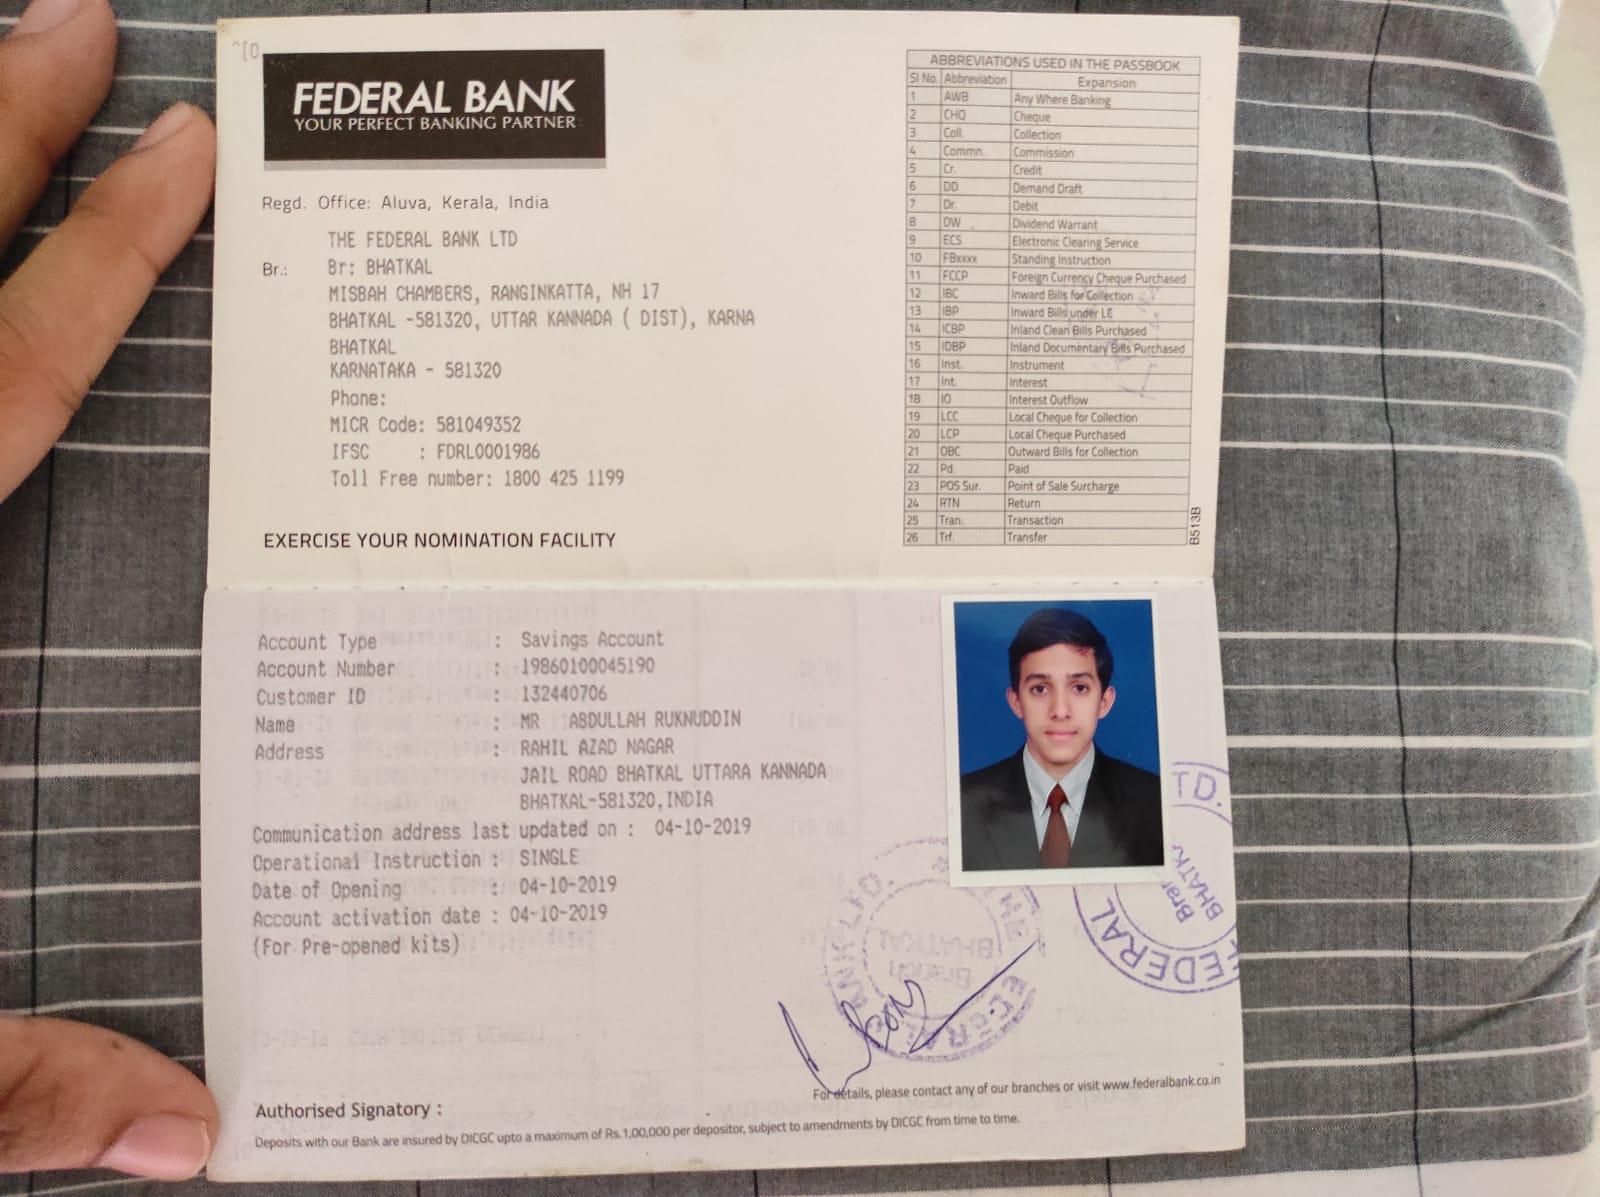 FEDERAL BANK
YOUR PERFECT BANKING PARTNER
Regd. Office: Aluva, Kerala, India
THE FEDERAL BANK LTD
Br.: Br: BHATKAL
MISBAH CHAMBERS, RANGINKATTA, NH 17
BHATKAL -581320, UTTAR KANNADA ( DIST), KARNA
BHATKAL
KARNATAKA - 581320
Phone:
MICR Code: 581049352
IFSC : FDRL0001986
Toll Free number: 1800 425 1199
EXERCISE YOUR NOMINATION FACILITY
ABBREVIATIONS USED IN THE PASSBOOK
Sl No. Abbreviation Expansion
1 AWB Any Where Banking
2 CHQ Cheque
3 Coll. Collection
4 Commn. Commission
5 Cr. Credit
6 DD Demand Draft
7 Dr. Debit
8 DW Dividend Warrant
9 ECS Electronic Clearing Service
10 FBxxxx Standing Instruction
11 FCCP Foreign Currency Cheque Purchased
12 IBC Inward Bills for Collection
13 IBP Inward Bills under LE
14 ICBP Inland Clean Bills Purchased
15 IDBP Inland Documentary Bills Purchased
16 Inst. Instrument
17 Int. Interest
18 IO Interest Outflow
19 LCC Local Cheque for Collection
20 LCP Local Cheque Purchased
21 OBC Outward Bills for Collection
22 Pd. Paid
23 POS Sur. Point of Sale Surcharge
24 RTN Return
25 Tran. Transaction
26 Trf. Transfer
B513B
Account Type : Savings Account
Account Number : 19860100045190
Customer ID : 132440706
Name : MR ABDULLAH RUKNUDDIN
Address : RAHIL AZAD NAGAR
JAIL ROAD BHATKAL UTTARA KANNADA
BHATKAL-581320,INDIA
Communication address last updated on : 04-10-2019
Operational Instruction : SINGLE
Date of Opening : 04-10-2019
Account activation date : 04-10-2019
(For Pre-opened kits)
TD.
BHATK
FEDERAL
Branch
BHATKAL
For details, please contact any of our branches or visit www.federalbank.co.in
Authorised Signatory :
Deposits with our Bank are insured by DICGC upto a maximum of Rs.1,00,000 per depositor, subject to amendments by DICGC from time to time.